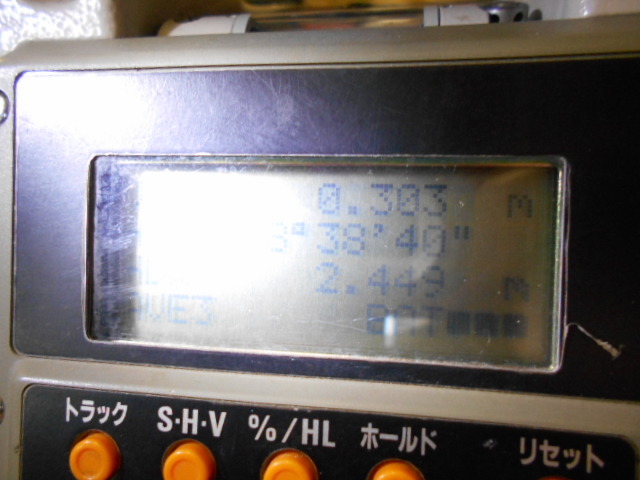 0.303 m
8°38'40"
2.449 m
BAT■■■
トラック S・H・V %/HL ホールド リセット